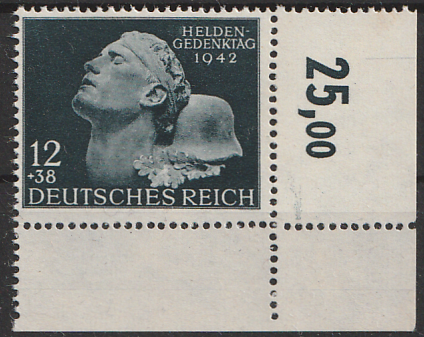 HELDEN-
GEDENKTAG
1942
12
+38
DEUTSCHES REICH
25,00